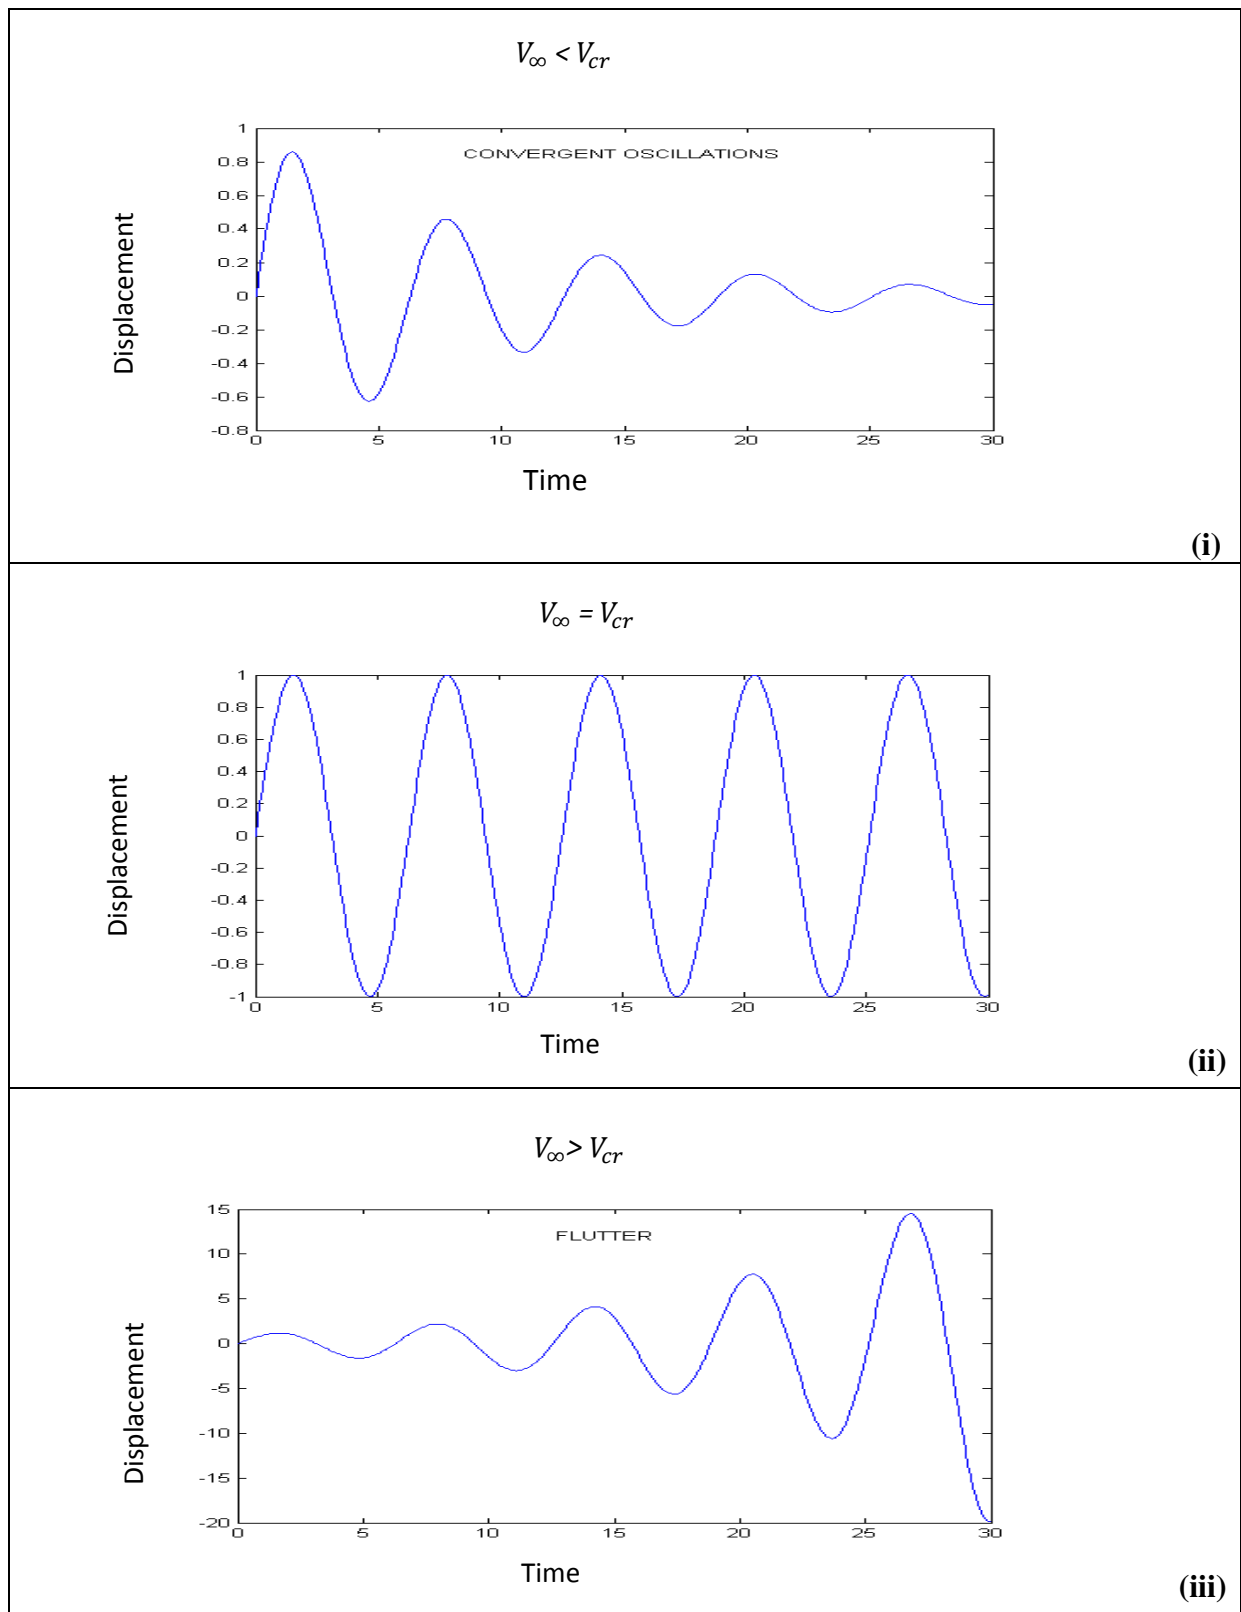 V∞ < Vcr
CONVERGENT OSCILLATIONS
1
0.8
0.6
0.4
0.2
0
-0.2
-0.4
-0.6
-0.8
Displacement
0 5 10 15 20 25 30
Time
(i)
V∞ = Vcr
1
0.8
0.6
0.4
0.2
0
-0.2
-0.4
-0.6
-0.8
-1
Displacement
0 5 10 15 20 25 30
Time
(ii)
V∞> Vcr
FLUTTER
15
10
5
0
-5
-10
-15
-20
Displacement
0 5 10 15 20 25 30
Time
(iii)